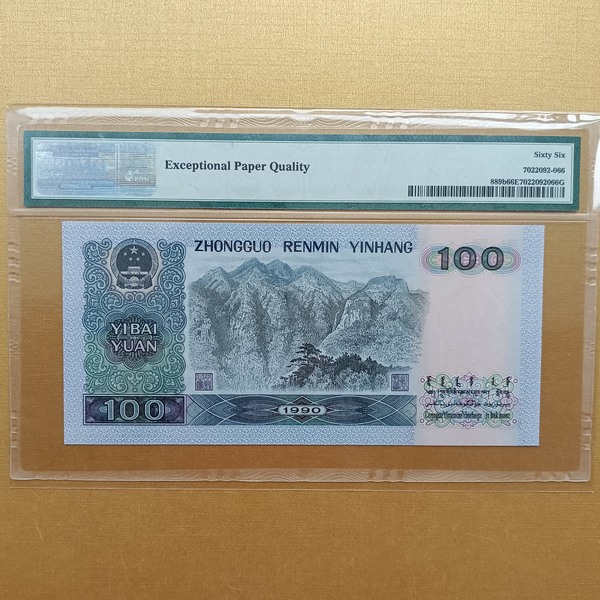 Exceptional Paper Quality
Sixty Six
7022092-066
889b66E7022092066G
ZHONGGUO RENMIN YINHANG
100
YIBAI
YUAN
100
1990